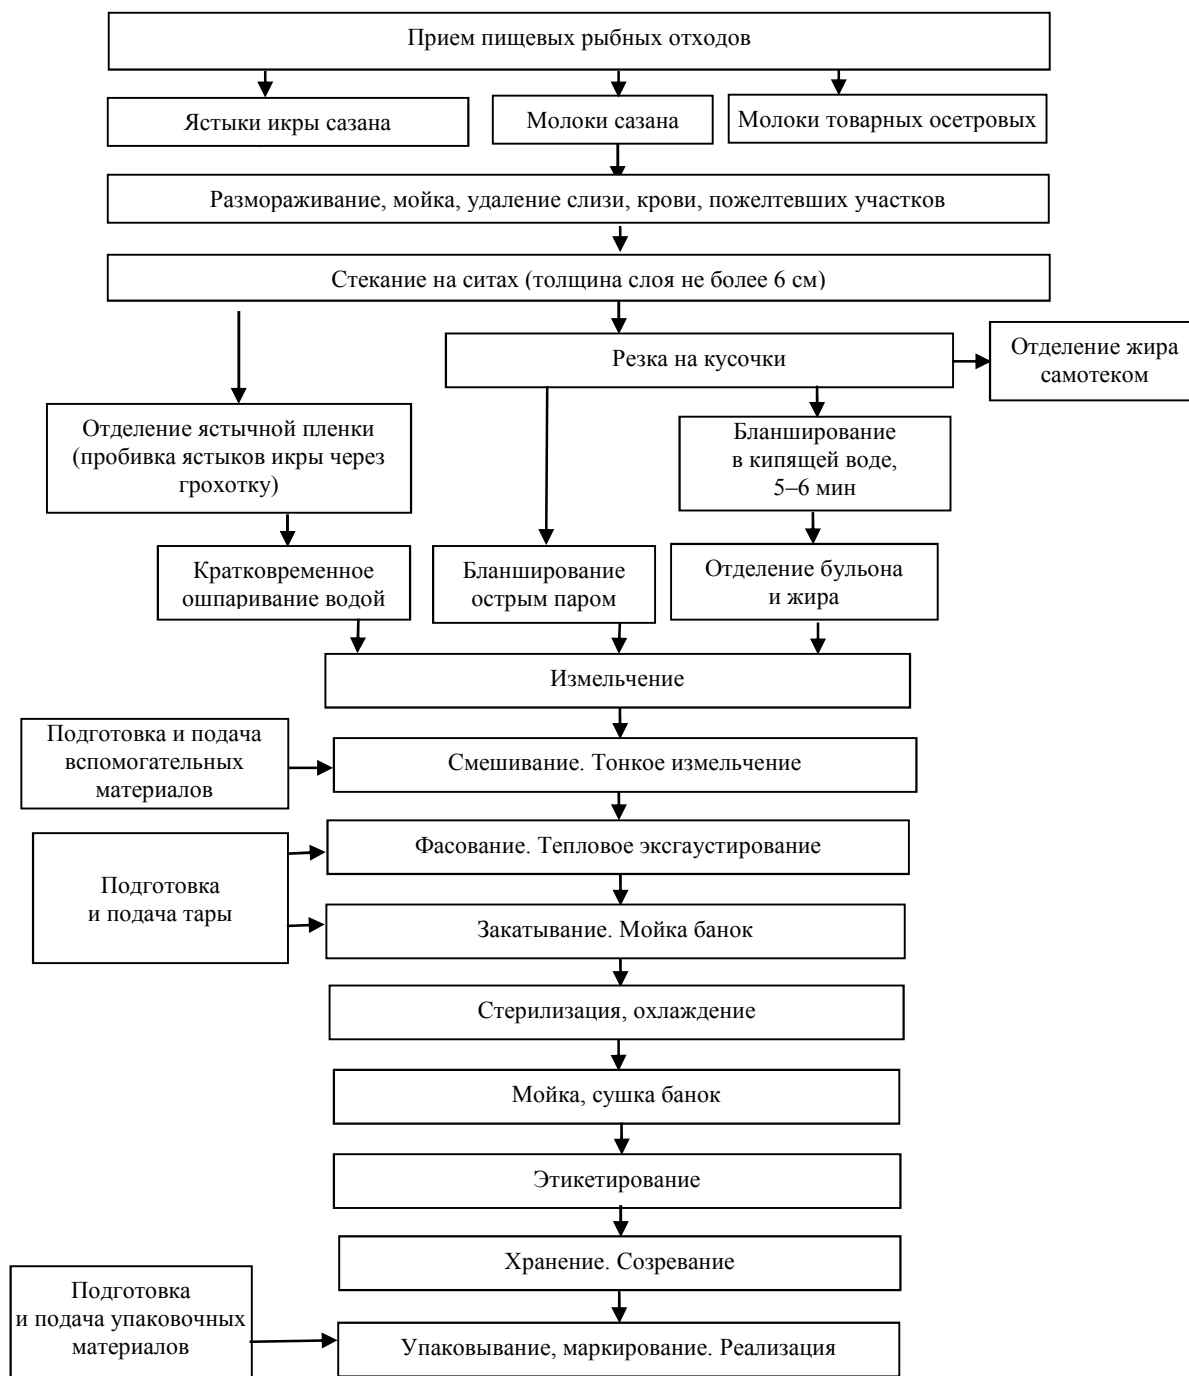 Прием пищевых рыбных отходов
Ястыки икры сазана
Молоки сазана
Молоки товарных осетровых
Размораживание, мойка, удаление слизи, крови, пожелтевших участков
Стекание на ситах (толщина слоя не более 6 см)
Резка на кусочки
Отделение жира
самотеком
Отделение ястычной пленки
(пробивка ястыков икры через
грохотку)
Бланширование
в кипящей воде,
5–6 мин
Кратковременное
ошпаривание водой
Бланширование
острым паром
Отделение бульона
и жира
Измельчение
Подготовка и подача
вспомогательных
материалов
Смешивание. Тонкое измельчение
Фасование. Тепловое эксгаустирование
Подготовка
и подача тары
Закатывание. Мойка банок
Стерилизация, охлаждение
Мойка, сушка банок
Этикетирование
Хранение. Созревание
Подготовка
и подача упаковочных
материалов
Упаковывание, маркирование. Реализация